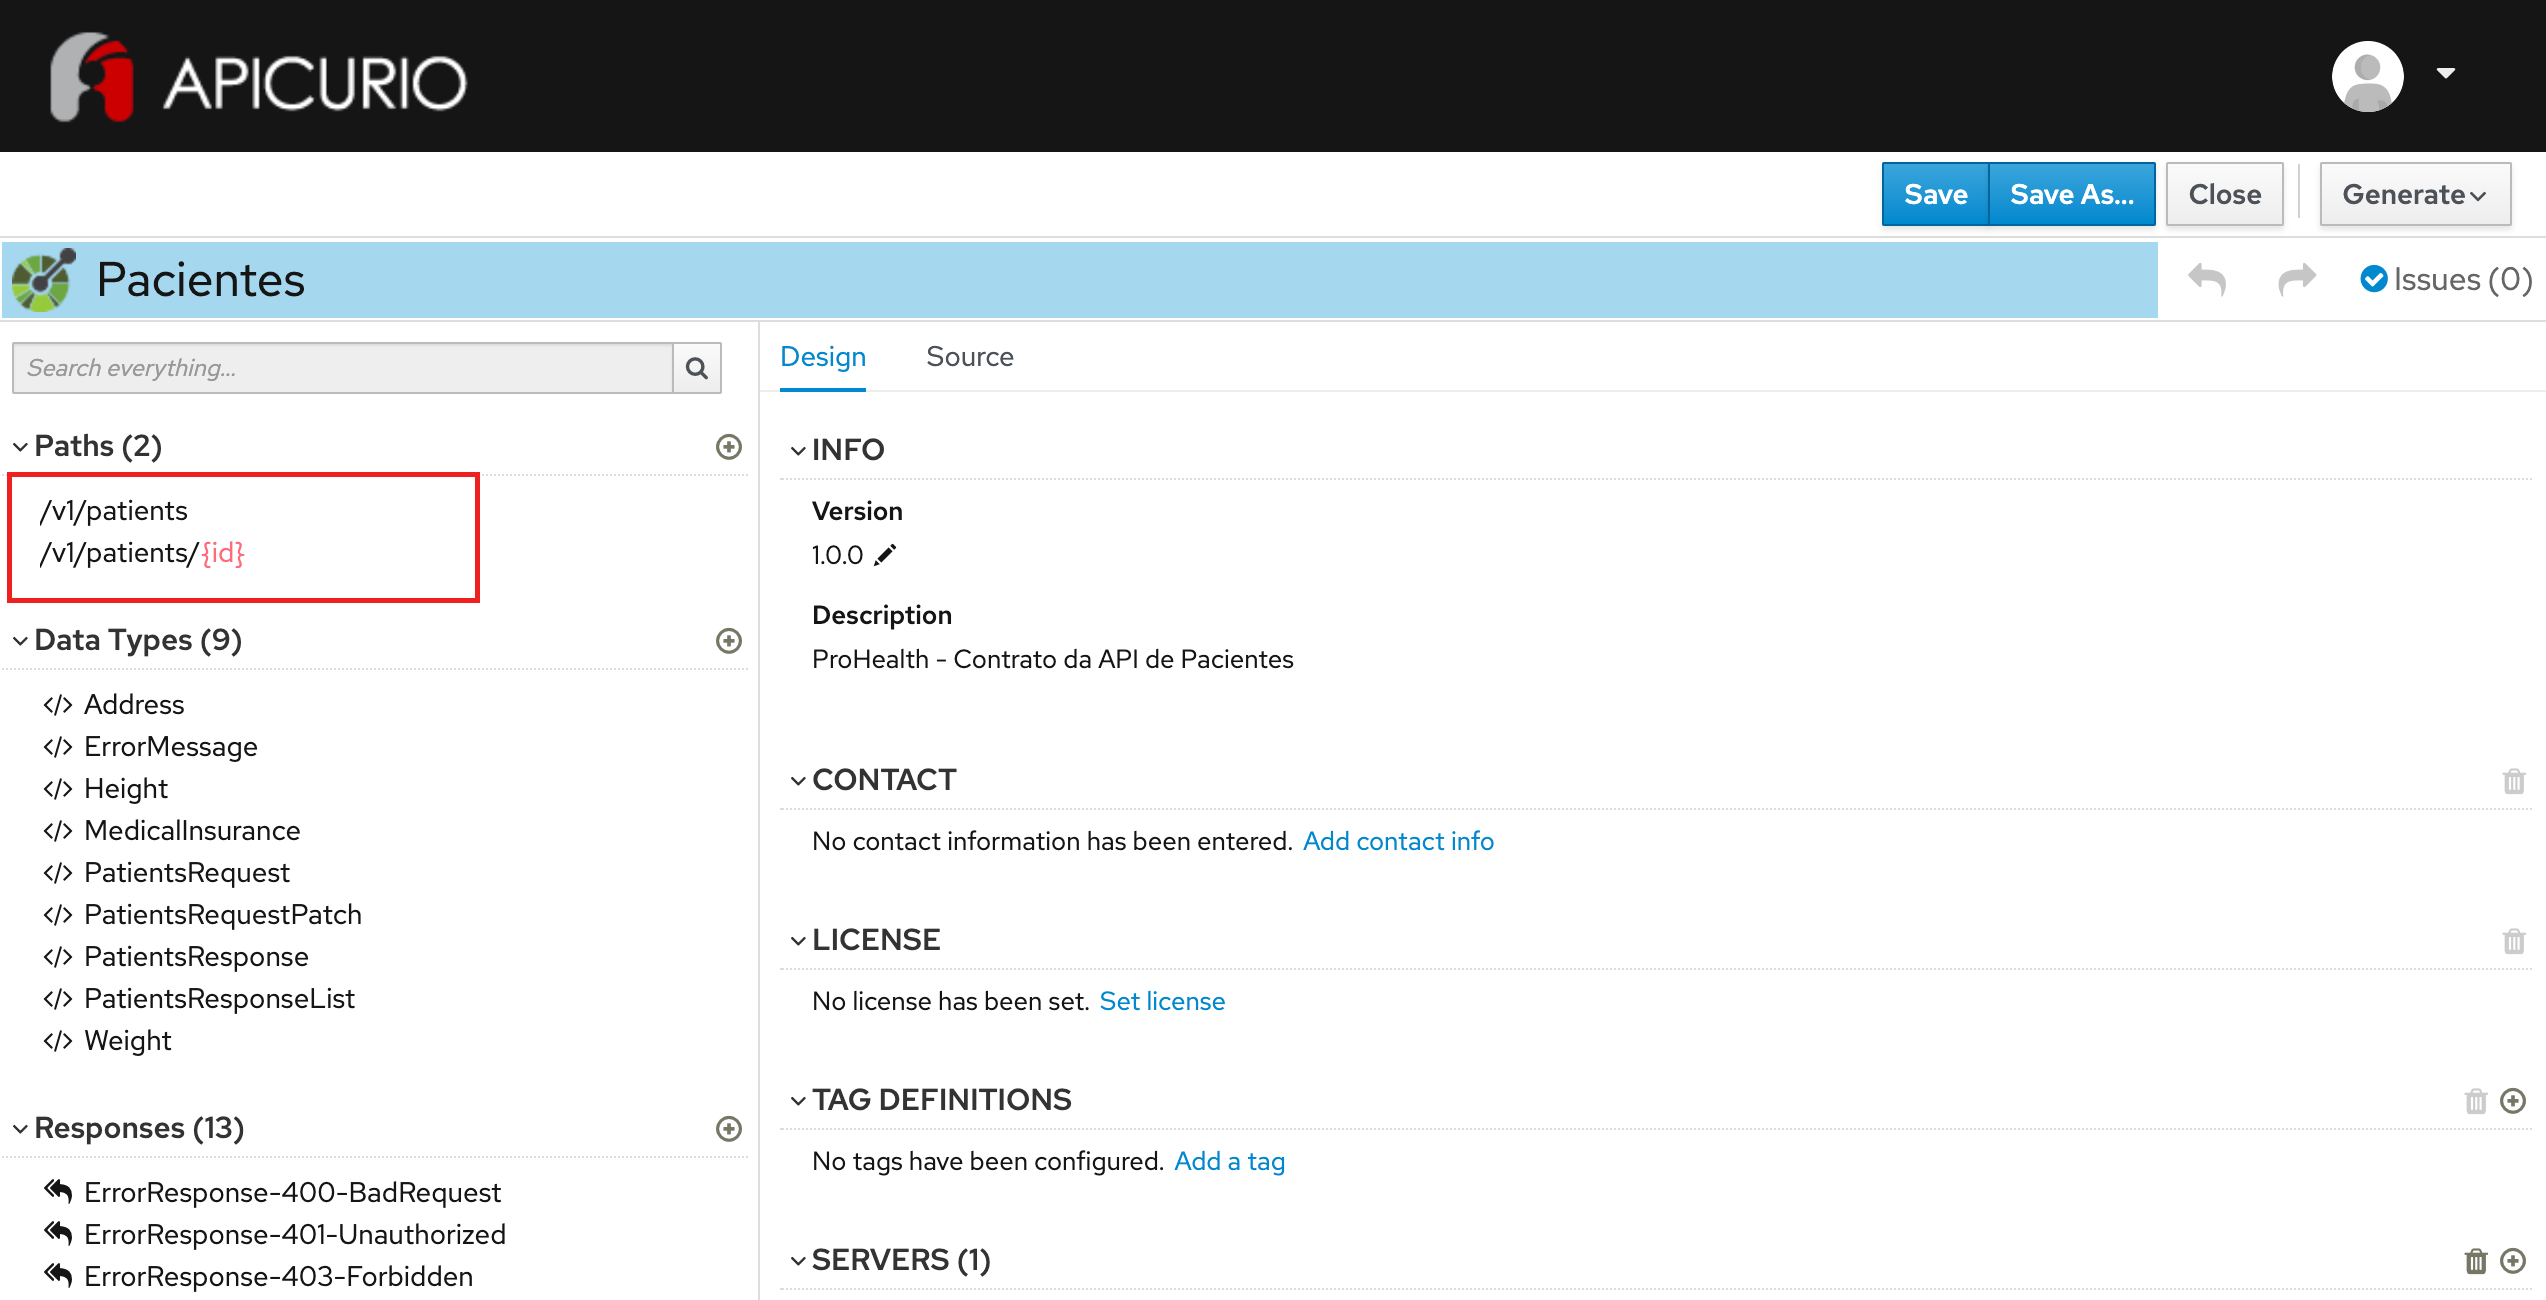 APICURIO
Save
Save As...
Close
Generate
Pacientes
Issues (0)
Search everything...
Paths (2)
/v1/patients
/v1/patients/{id}
Data Types (9)
</> Address
</> ErrorMessage
</> Height
</> MedicalInsurance
</> PatientsRequest
</> PatientsRequestPatch
</> PatientsResponse
</> PatientsResponseList
</> Weight
Responses (13)
ErrorResponse-400-BadRequest
ErrorResponse-401-Unauthorized
ErrorResponse-403-Forbidden
Design
Source
INFO
Version
1.0.0
Description
ProHealth - Contrato da API de Pacientes
CONTACT
No contact information has been entered. Add contact info
LICENSE
No license has been set. Set license
TAG DEFINITIONS
No tags have been configured. Add a tag
SERVERS (1)